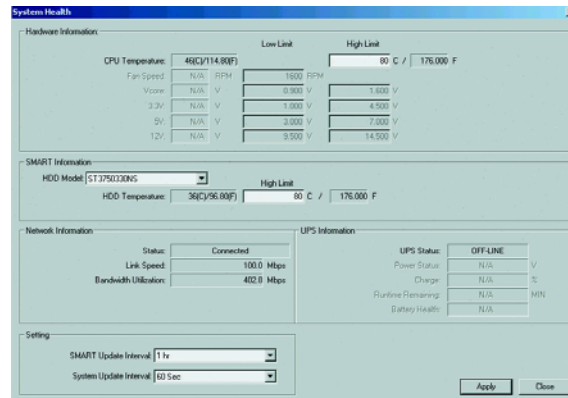 System Health
Hardware Information:
Low Limit High Limit
CPU Temperature: 46(C)/114.80(F) 80 C / 176.000 F
Fan Speed: N/A RPM 1600 RPM
Vcore: N/A V 0.900 V 1.600 V
3.3V: N/A V 1.000 V 4.500 V
5V: N/A V 3.000 V 7.000 V
12V: N/A V 9.500 V 14.500 V
SMART Information
HDD Model: ST3750330NS
High Limit
HDD Temperature: 36(C)/96.80(F) 80 C / 176.000 F
Network Information UPS Information
Status: Connected UPS Status: OFF-LINE
Link Speed: 100.0 Mbps Power Status: N/A V
Bandwidth Utilization: 402.0 Mbps Charge: N/A %
Runtime Remaining: N/A MIN
Battery Health: N/A
Setting
SMART Update Interval: 1 hr
System Update Interval: 60 Sec
Apply Close